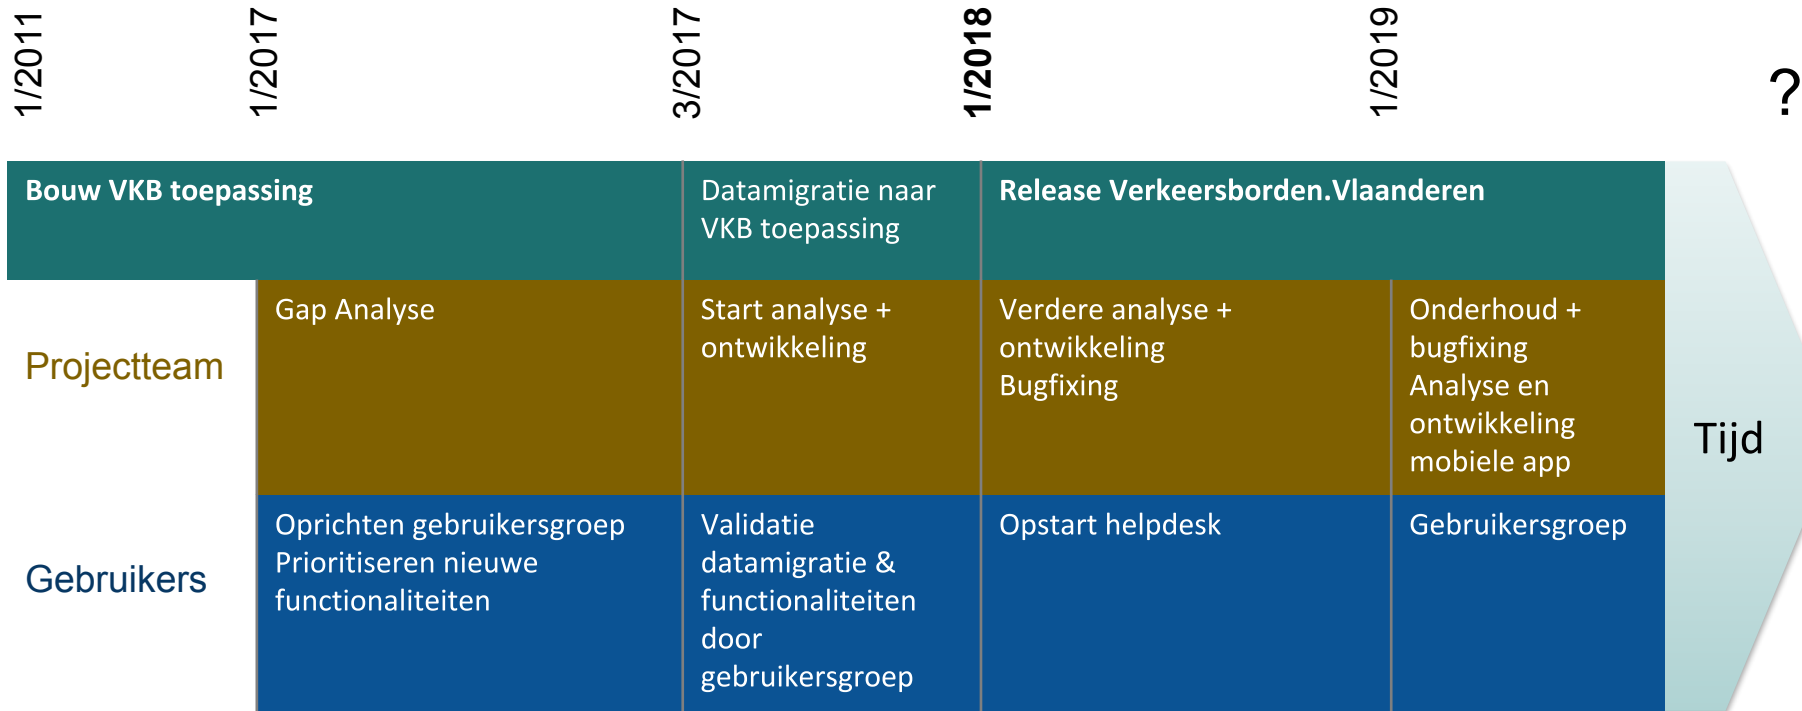 1/2011
1/2017
3/2017
1/2018
1/2019
?
Bouw VKB toepassing
Datamigratie naar
VKB toepassing
Release Verkeersborden.Vlaanderen
Projectteam
Gap Analyse
Start analyse +
ontwikkeling
Verdere analyse +
ontwikkeling
Bugfixing
Onderhoud +
bugfixing
Analyse en
ontwikkeling
mobiele app
Tijd
Gebruikers
Oprichten gebruikersgroep
Prioritiseren nieuwe
functionaliteiten
Validatie
datamigratie &
functionaliteiten
door
gebruikersgroep
Opstart helpdesk
Gebruikersgroep